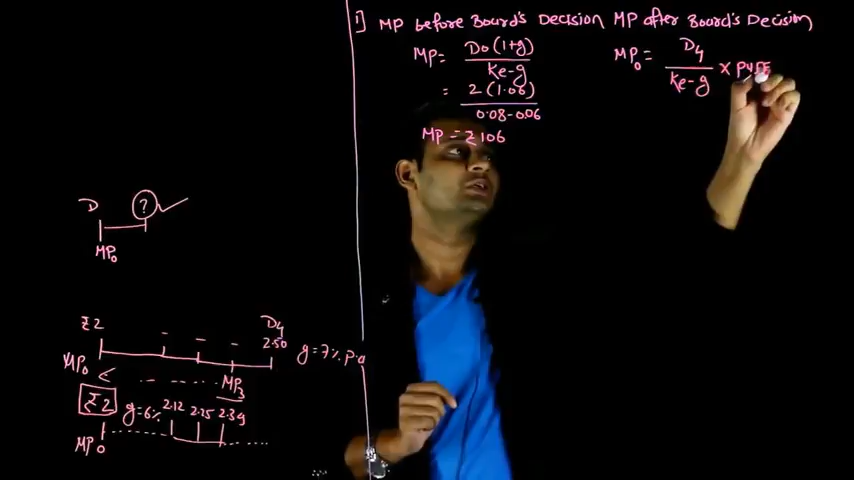 1] MP before Board's Decision MP after Board's Decision
MP = Do (1+g) / Ke-g
= 2 (1.06) / 0.08-0.06
MP = ₹106
MP0 = D4 / Ke-g ×
D ?
MP0
₹2 D4
2.50 g=7% p.a
MP0 MP3
₹2 g=6% 2.12 2.25 2.39
MP0